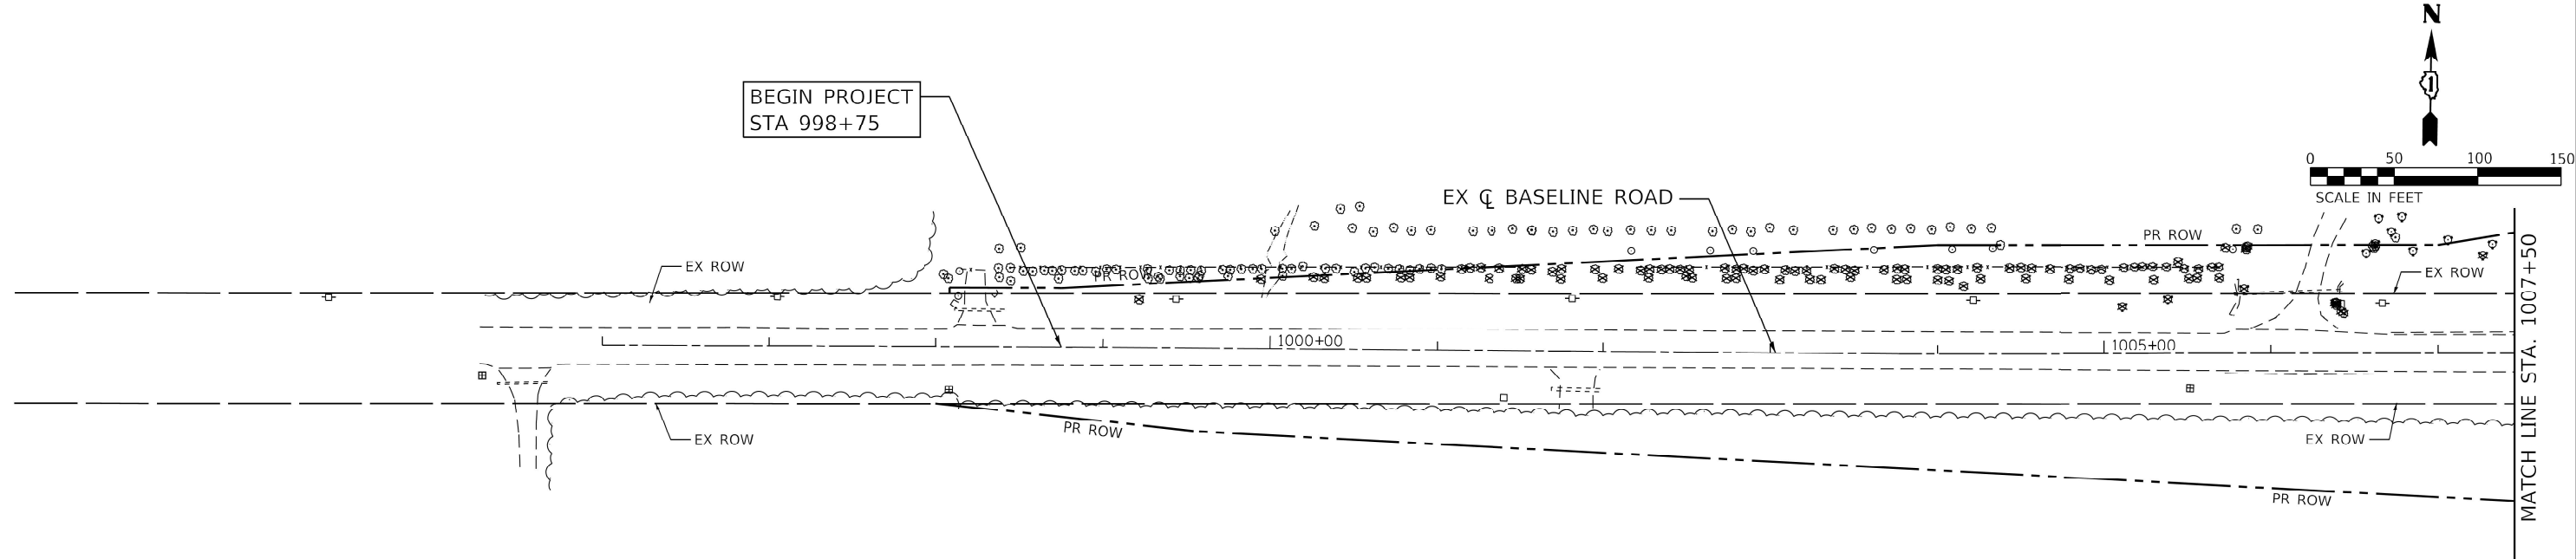 N
1
0 50 100 150
SCALE IN FEET
BEGIN PROJECT
STA 998+75
EX ℄ BASELINE ROAD
PR ROW
EX ROW
PR ROW
EX ROW
1000+00
1005+00
PR ROW
EX ROW
EX ROW
PR ROW
MATCH LINE STA. 1007+50